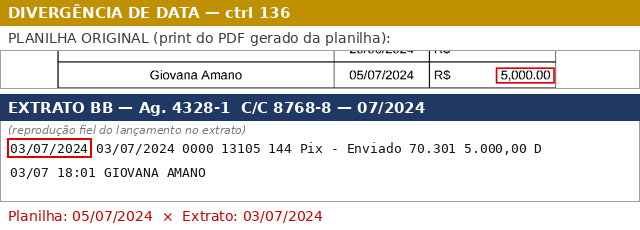 DIVERGÊNCIA DE DATA — ctrl 136
PLANILHA ORIGINAL (print do PDF gerado da planilha):
R$
Giovana Amano 05/07/2024 R$ 5,000.00
EXTRATO BB — Ag. 4328-1 C/C 8768-8 — 07/2024
(reprodução fiel do lançamento no extrato)
03/07/2024 03/07/2024 0000 13105 144 Pix - Enviado 70.301 5.000,00 D
03/07 18:01 GIOVANA AMANO
Planilha: 05/07/2024 × Extrato: 03/07/2024